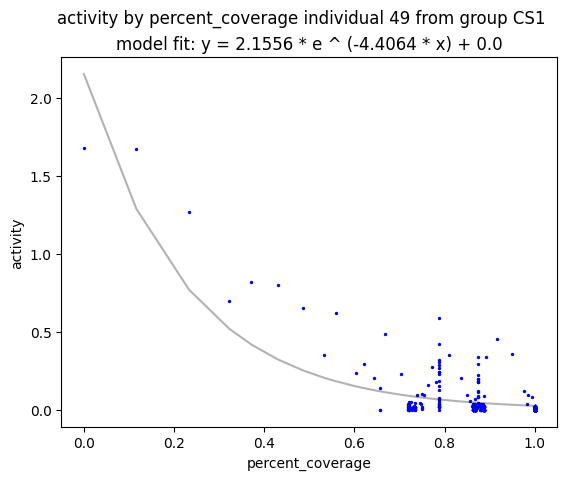 activity by percent_coverage individual 49 from group CS1
model fit: y = 2.1556 * e ^ (-4.4064 * x) + 0.0
2.0
1.5
activity
1.0
0.5
0.0
0.0 0.2 0.4 0.6 0.8 1.0
percent_coverage